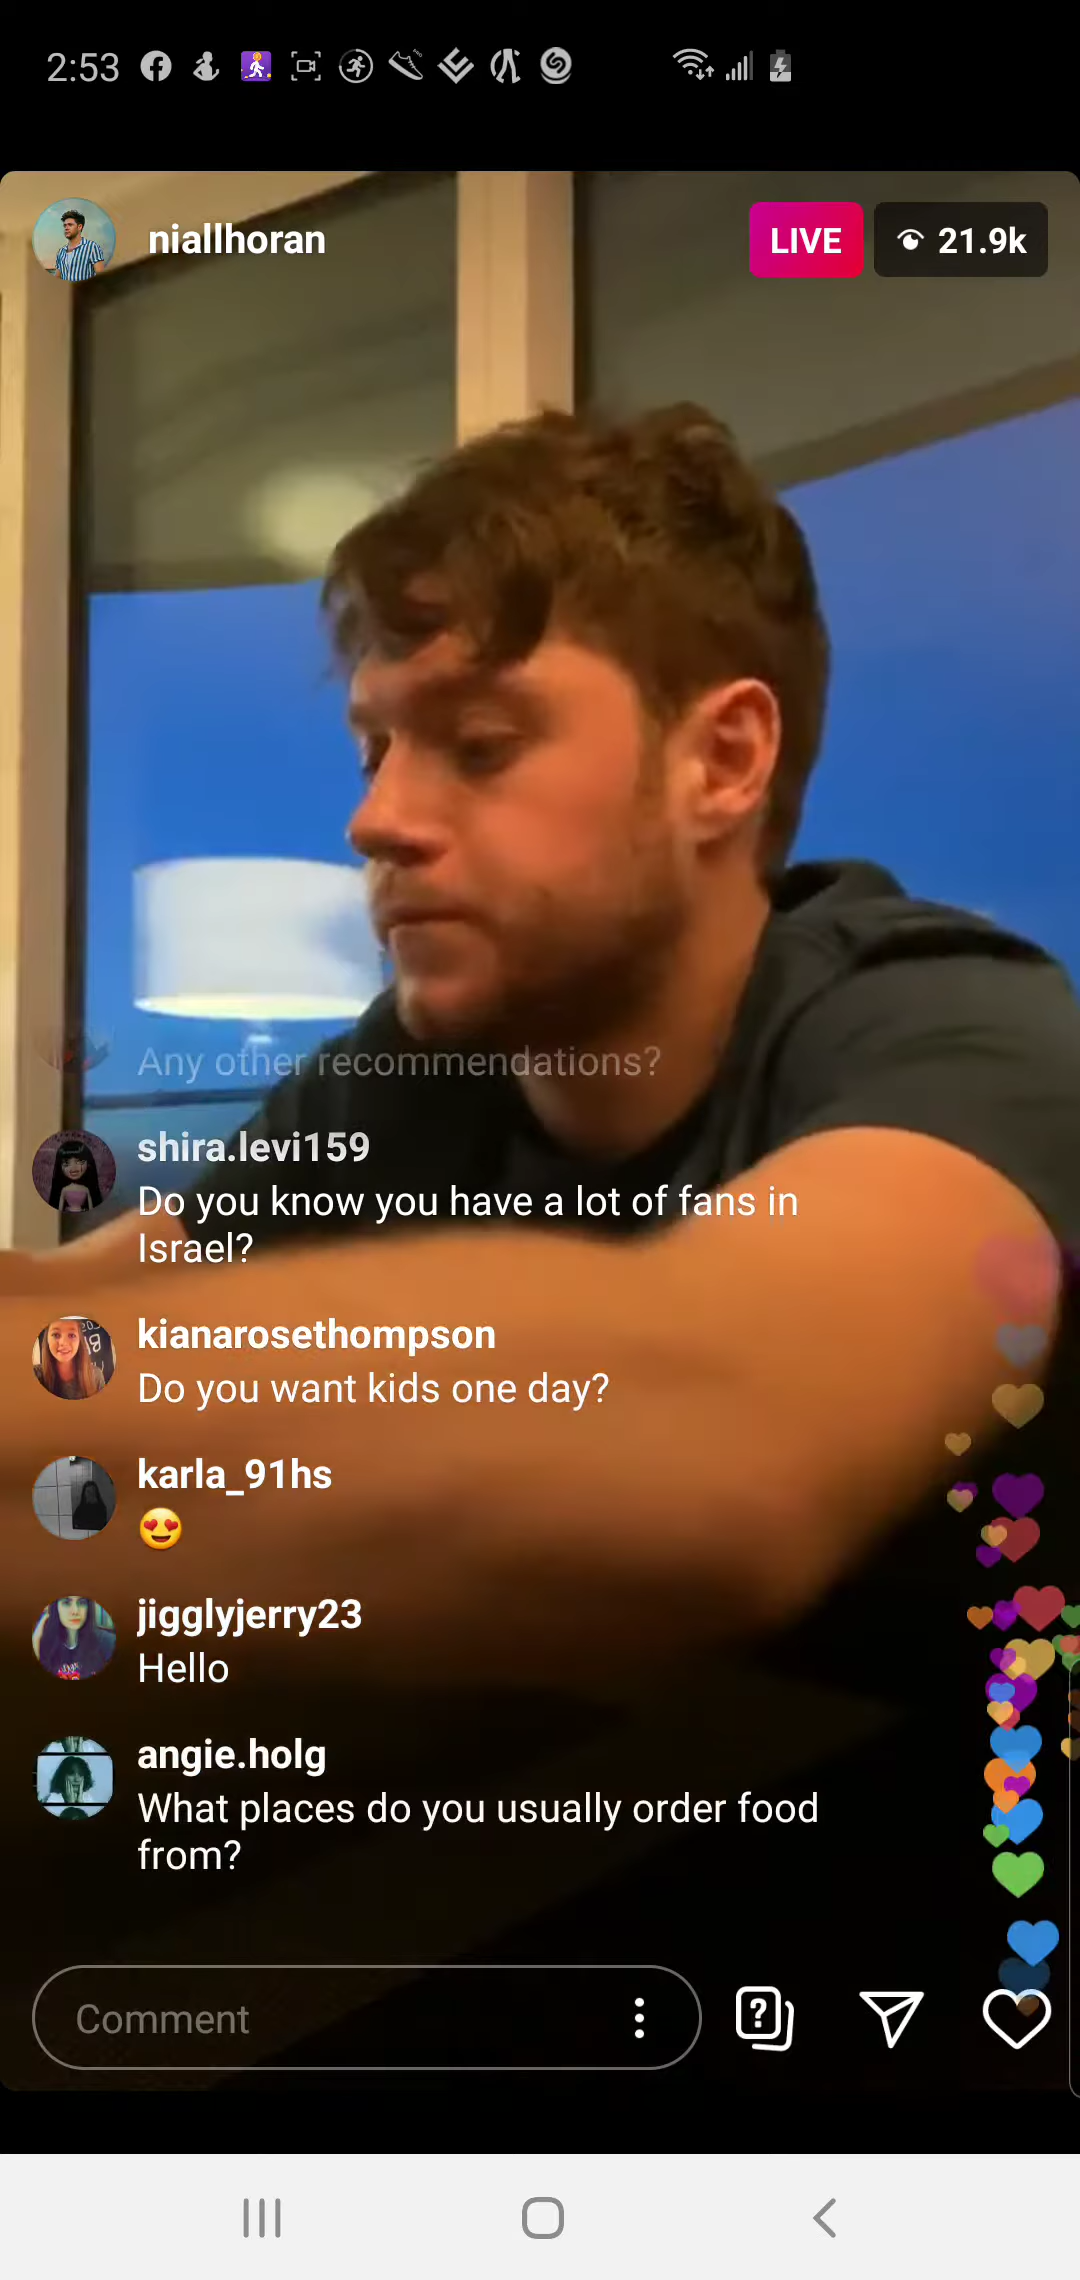 2:53
niallhoran
LIVE
21.9k
Any other recommendations?
shira.levi159
Do you know you have a lot of fans in
Israel?
kianarosethompson
Do you want kids one day?
karla_91hs
😍
jigglyjerry23
Hello
angie.holg
What places do you usually order food
from?
Comment